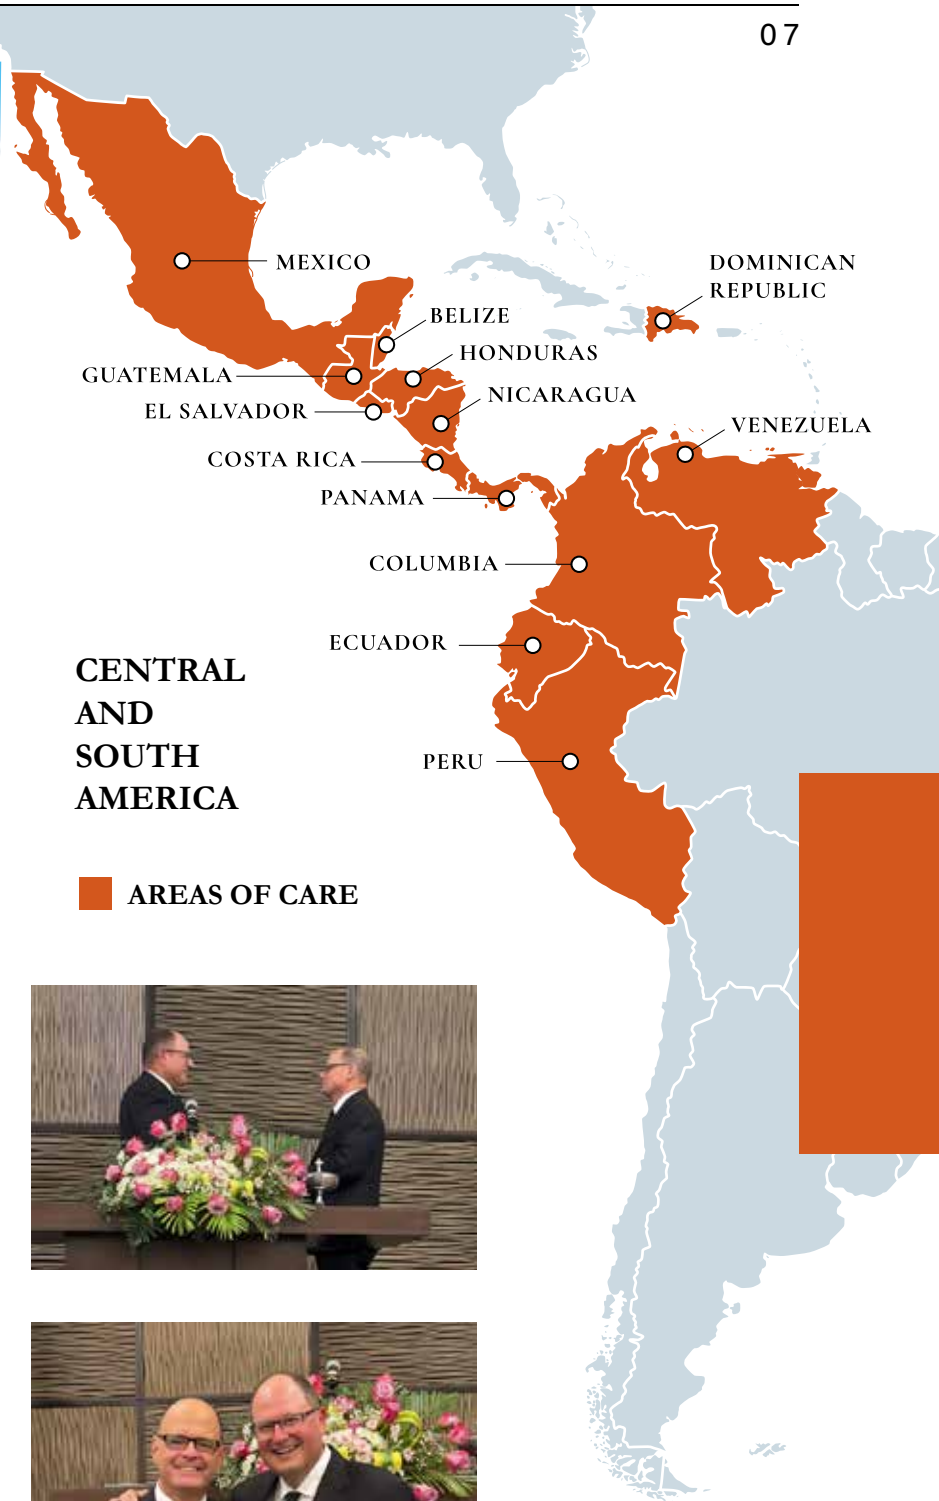 07
MEXICO
DOMINICAN
REPUBLIC
BELIZE
HONDURAS
GUATEMALA
NICARAGUA
EL SALVADOR
VENEZUELA
COSTA RICA
PANAMA
COLUMBIA
ECUADOR
CENTRAL
AND
SOUTH
AMERICA
PERU
AREAS OF CARE